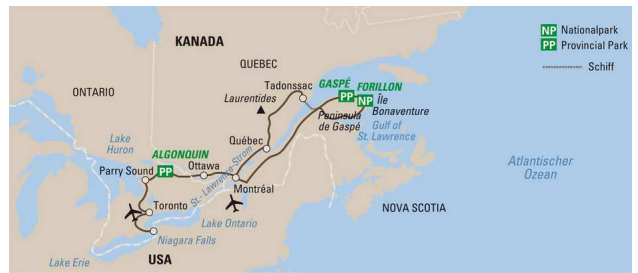 NP Nationalpark
PP Provincial Park
Schiff
KANADA
QUEBEC
ONTARIO
Tadonssac
Laurentides
GASPÉ
FORILLON
PP
NP
Île
Bonaventure
Peninsula
de Gaspé
Gulf of
St. Lawrence
Lake
Huron
ALGONQUIN
PP
Québec
Ottawa
St.-Lawrence-Strom
Parry Sound
Montréal
Atlantischer
Ozean
Toronto
NOVA SCOTIA
Lake Ontario
Niagara Falls
Lake Erie
USA